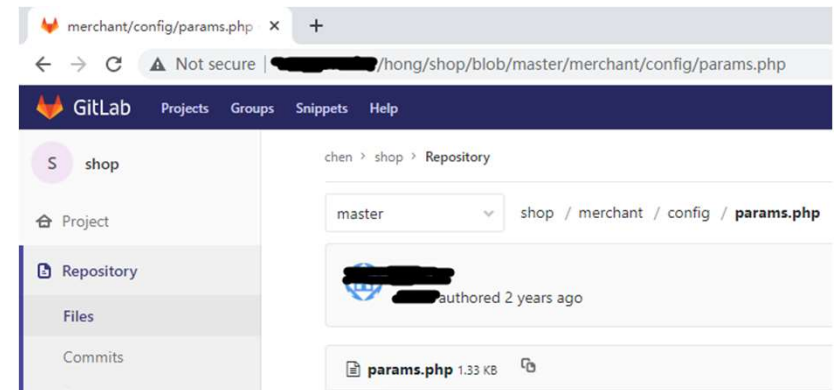 merchant/config/params.php
Not secure | /hong/shop/blob/master/merchant/config/params.php
GitLab Projects Groups Snippets Help
S shop
chen > shop > Repository
Project
master shop / merchant / config / params.php
Repository
authored 2 years ago
Files
Commits
params.php 1.33 KB